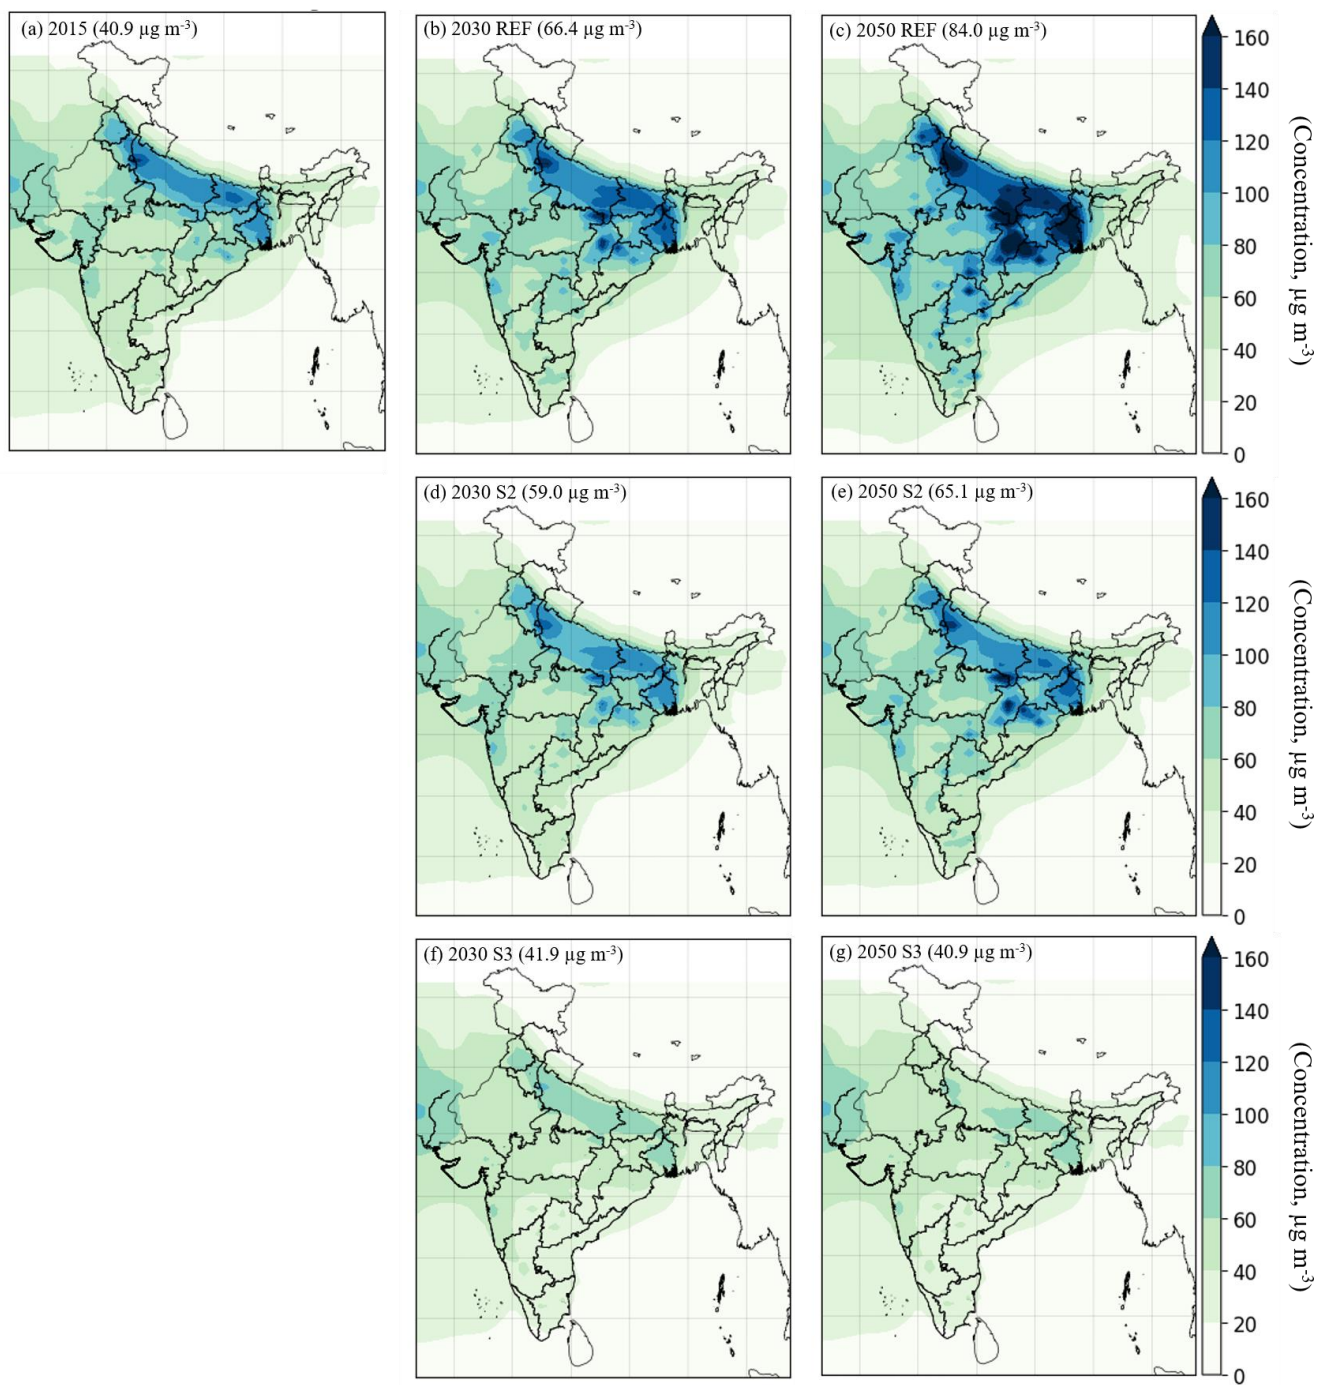 (a) 2015 (40.9 µg m⁻³)
(b) 2030 REF (66.4 µg m⁻³)
(c) 2050 REF (84.0 µg m⁻³)
160
140
120
100
80
60
40
20
0
(Concentration, µg m⁻³)
(d) 2030 S2 (59.0 µg m⁻³)
(e) 2050 S2 (65.1 µg m⁻³)
160
140
120
100
80
60
40
20
0
(Concentration, µg m⁻³)
(f) 2030 S3 (41.9 µg m⁻³)
(g) 2050 S3 (40.9 µg m⁻³)
160
140
120
100
80
60
40
20
0
(Concentration, µg m⁻³)